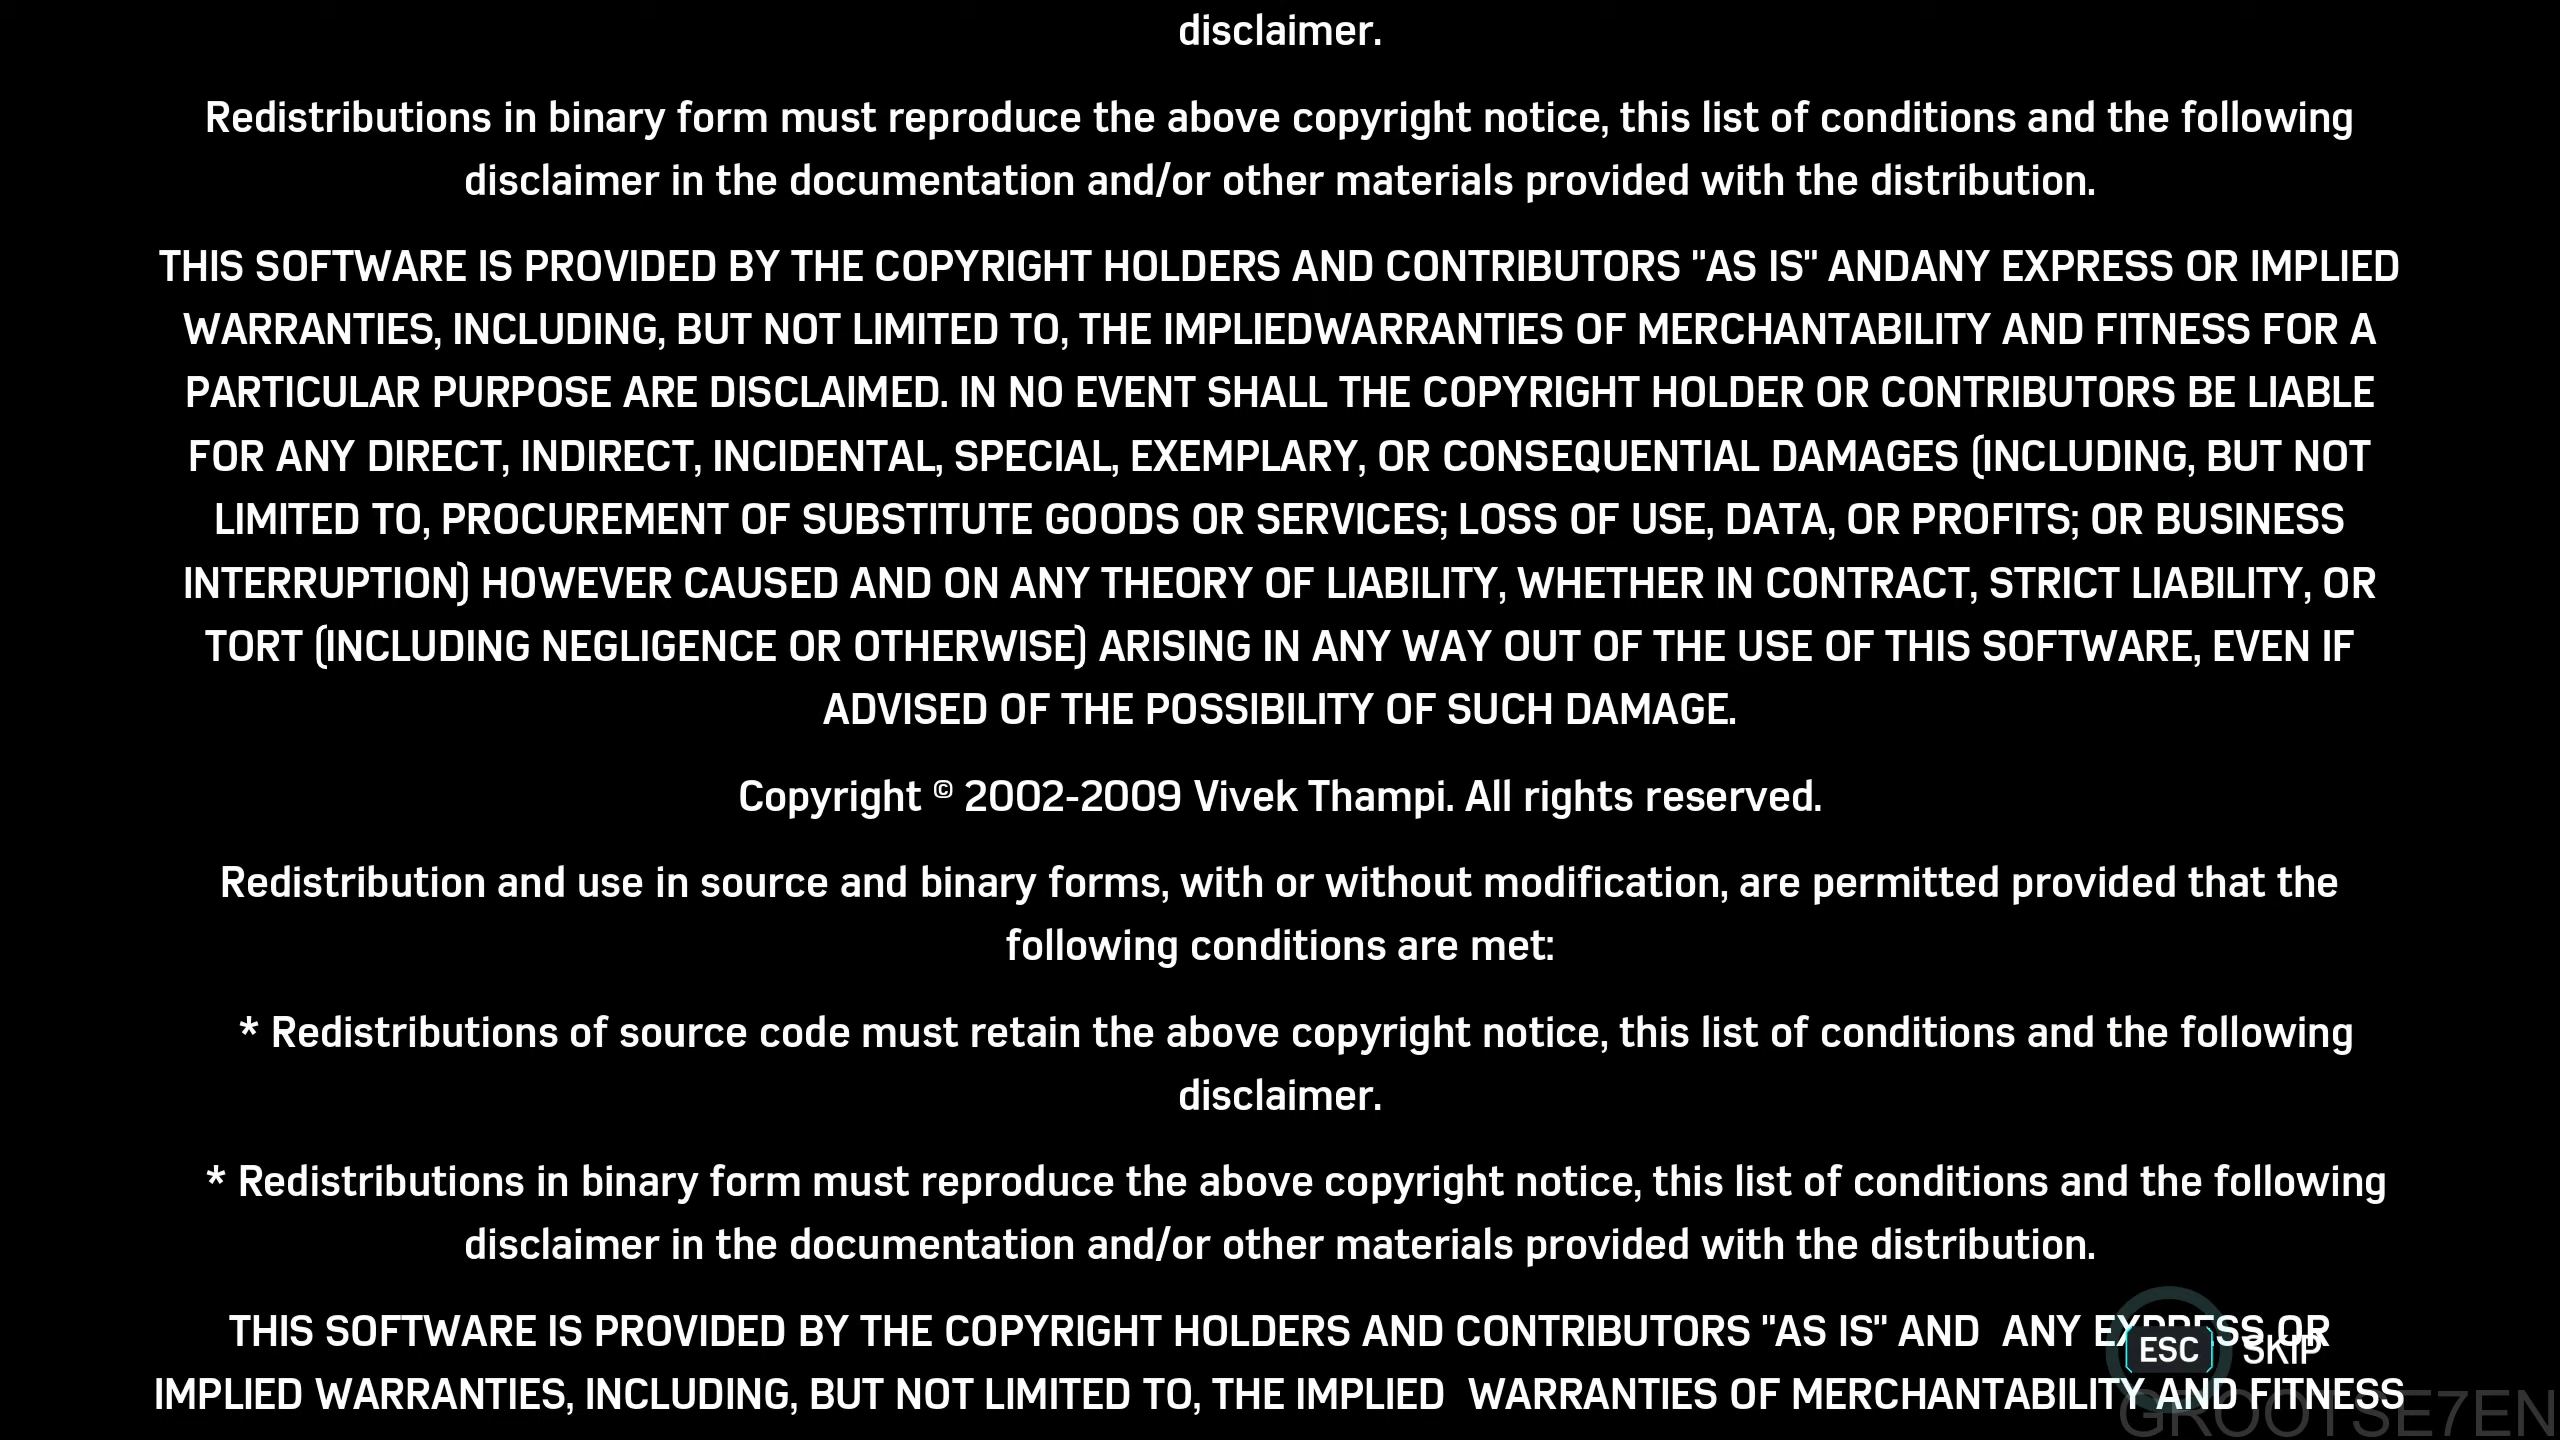 disclaimer.
Redistributions in binary form must reproduce the above copyright notice, this list of conditions and the following
disclaimer in the documentation and/or other materials provided with the distribution.
THIS SOFTWARE IS PROVIDED BY THE COPYRIGHT HOLDERS AND CONTRIBUTORS "AS IS" ANDANY EXPRESS OR IMPLIED
WARRANTIES, INCLUDING, BUT NOT LIMITED TO, THE IMPLIEDWARRANTIES OF MERCHANTABILITY AND FITNESS FOR A
PARTICULAR PURPOSE ARE DISCLAIMED. IN NO EVENT SHALL THE COPYRIGHT HOLDER OR CONTRIBUTORS BE LIABLE
FOR ANY DIRECT, INDIRECT, INCIDENTAL, SPECIAL, EXEMPLARY, OR CONSEQUENTIAL DAMAGES (INCLUDING, BUT NOT
LIMITED TO, PROCUREMENT OF SUBSTITUTE GOODS OR SERVICES; LOSS OF USE, DATA, OR PROFITS; OR BUSINESS
INTERRUPTION) HOWEVER CAUSED AND ON ANY THEORY OF LIABILITY, WHETHER IN CONTRACT, STRICT LIABILITY, OR
TORT (INCLUDING NEGLIGENCE OR OTHERWISE) ARISING IN ANY WAY OUT OF THE USE OF THIS SOFTWARE, EVEN IF
ADVISED OF THE POSSIBILITY OF SUCH DAMAGE.
Copyright © 2002-2009 Vivek Thampi. All rights reserved.
Redistribution and use in source and binary forms, with or without modification, are permitted provided that the
following conditions are met:
* Redistributions of source code must retain the above copyright notice, this list of conditions and the following
disclaimer.
* Redistributions in binary form must reproduce the above copyright notice, this list of conditions and the following
disclaimer in the documentation and/or other materials provided with the distribution.
THIS SOFTWARE IS PROVIDED BY THE COPYRIGHT HOLDERS AND CONTRIBUTORS "AS IS" AND  ANY EXPRESS OR
ESC SKIP
IMPLIED WARRANTIES, INCLUDING, BUT NOT LIMITED TO, THE IMPLIED  WARRANTIES OF MERCHANTABILITY AND FITNESS
GROOTSE7EN